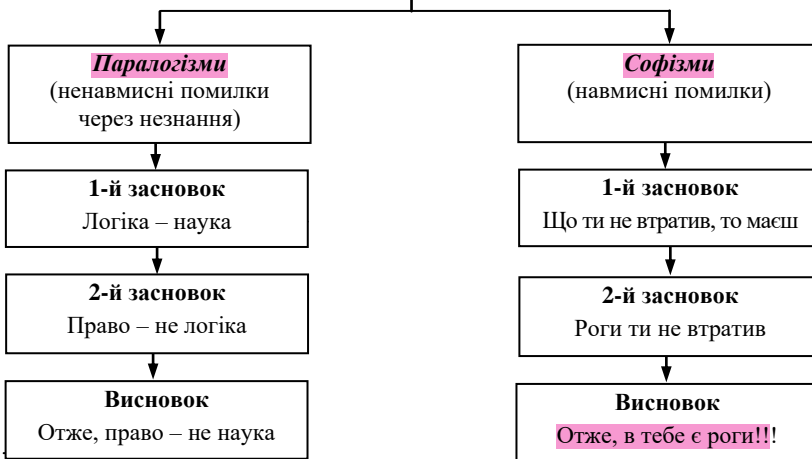 Паралогізми
(ненавмисні помилки
через незнання)
1-й засновок
Логіка – наука
2-й засновок
Право – не логіка
Висновок
Отже, право – не наука
Софізми
(навмисні помилки)
1-й засновок
Що ти не втратив, то маєш
2-й засновок
Роги ти не втратив
Висновок
Отже, в тебе є роги!!!